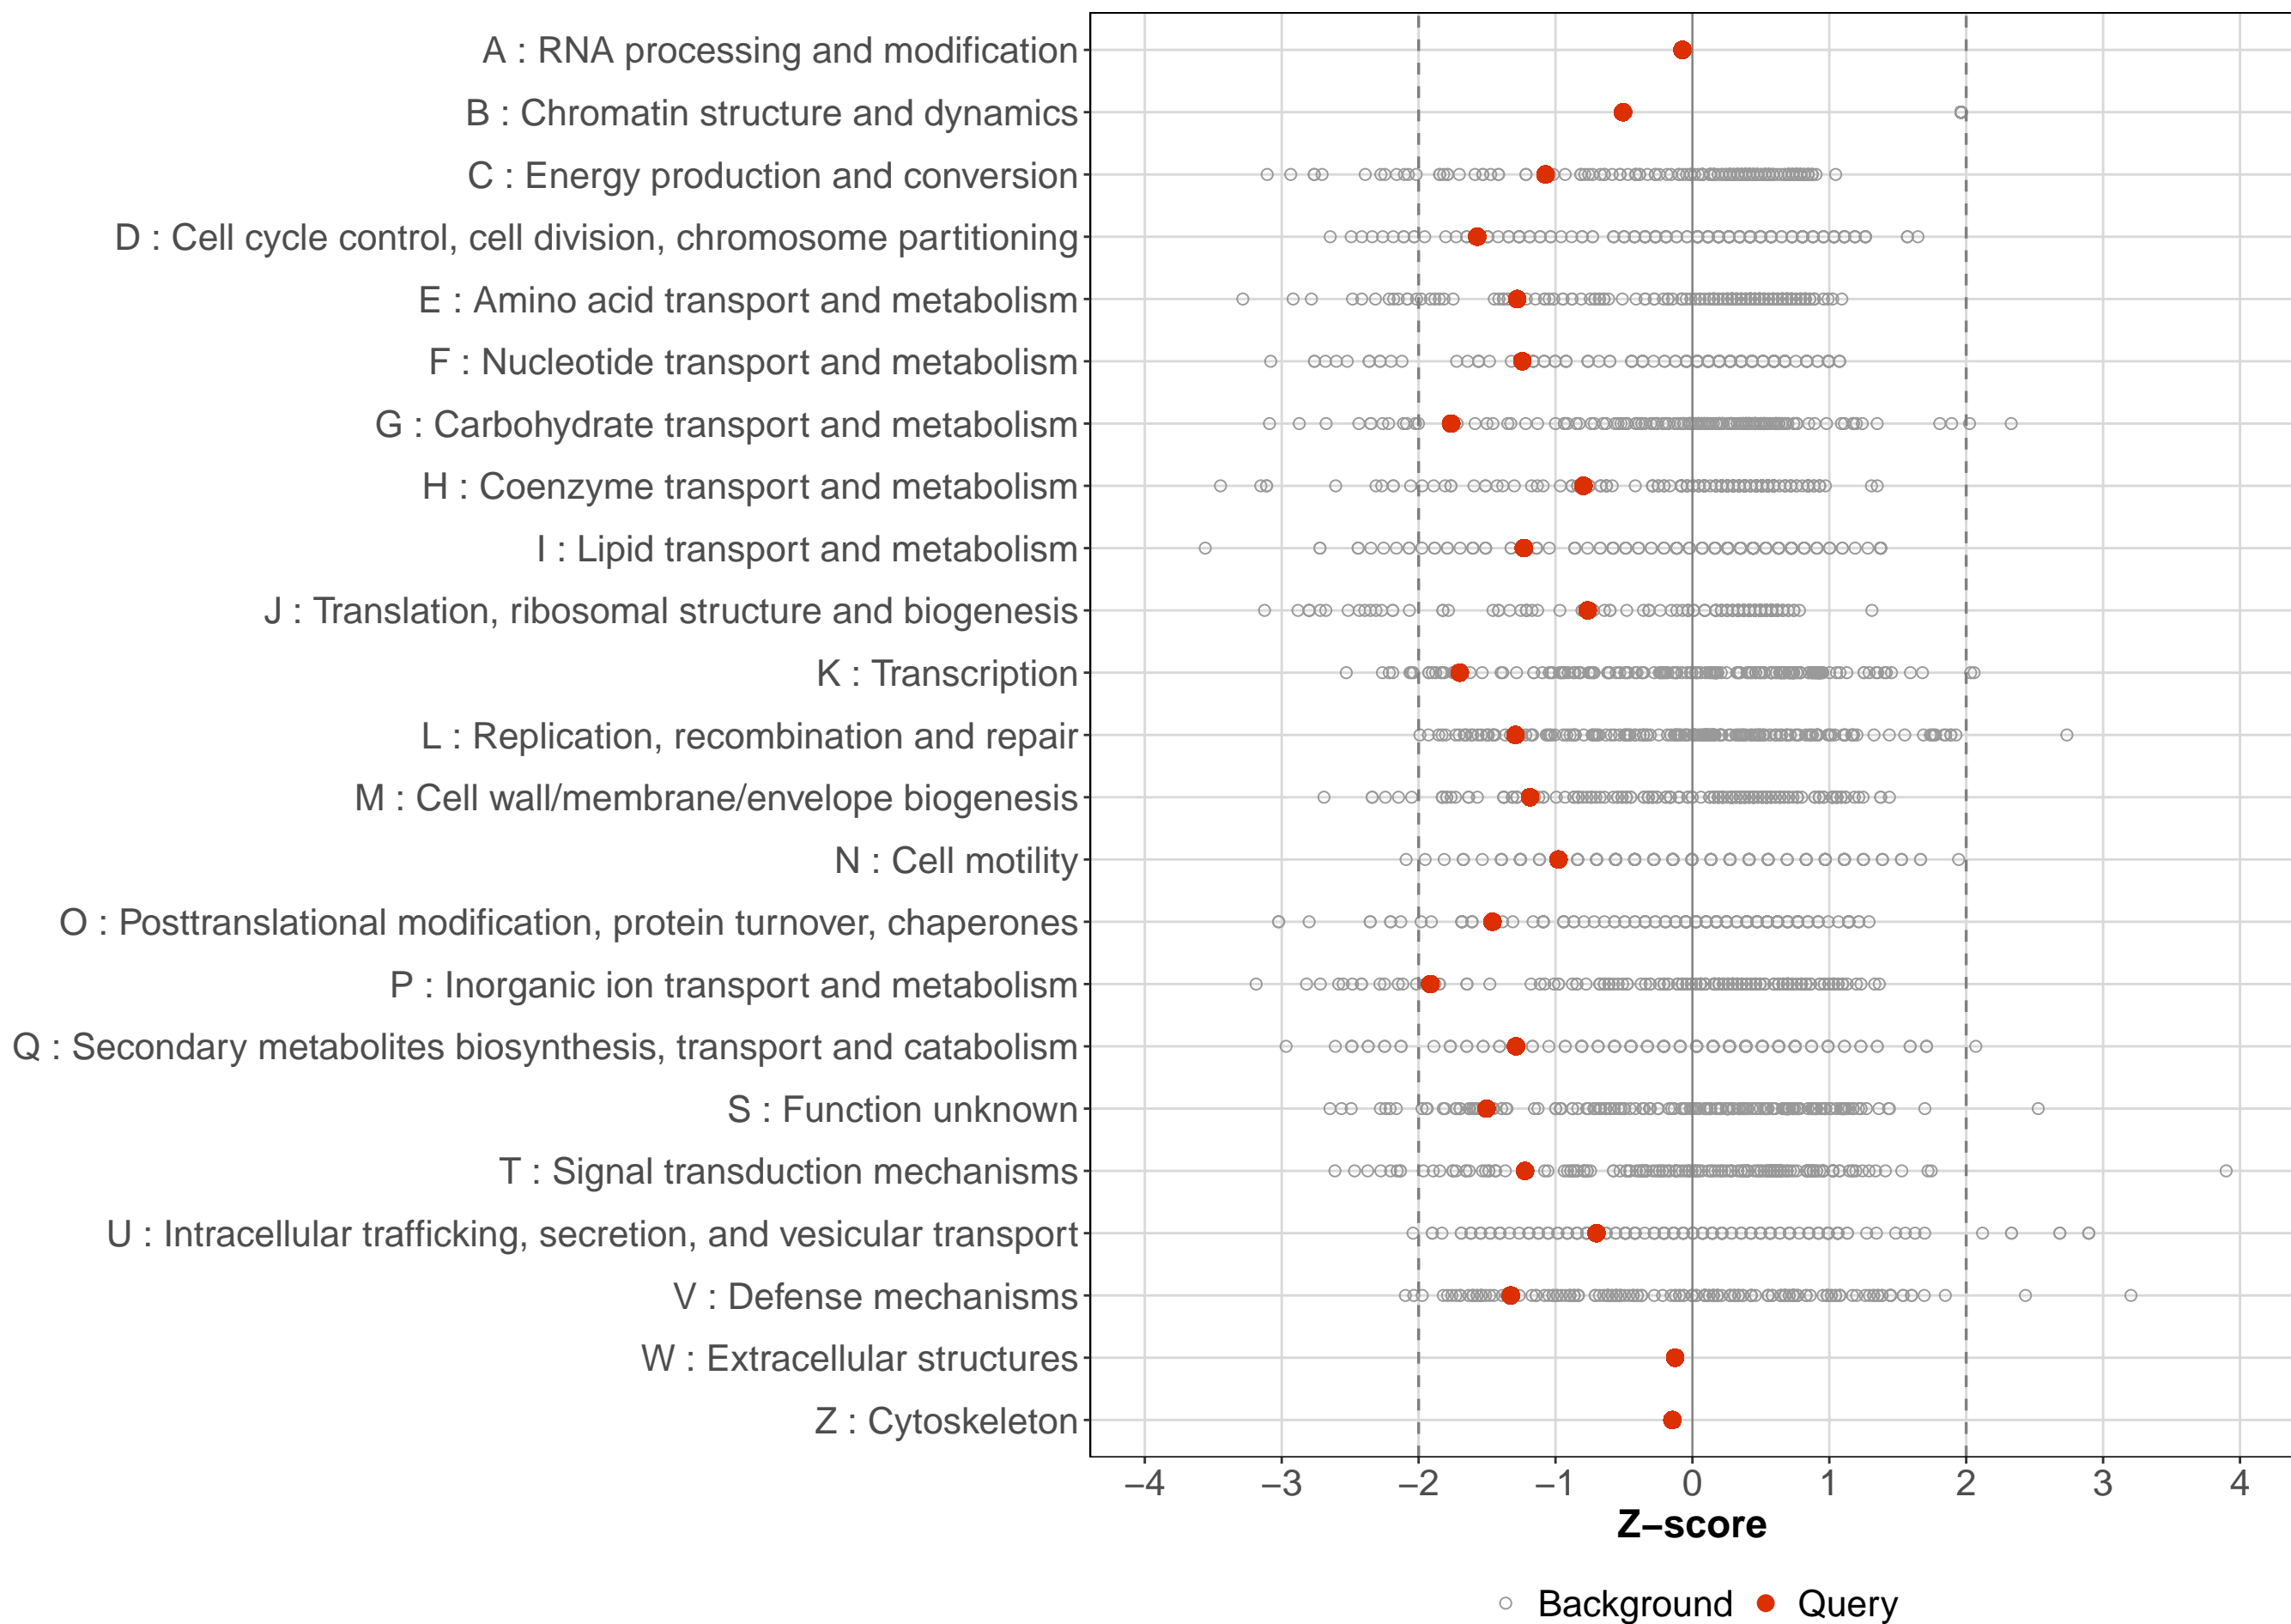 A : RNA processing and modification
B : Chromatin structure and dynamics
C : Energy production and conversion
D : Cell cycle control, cell division, chromosome partitioning
E : Amino acid transport and metabolism
F : Nucleotide transport and metabolism
G : Carbohydrate transport and metabolism
H : Coenzyme transport and metabolism
I : Lipid transport and metabolism
J : Translation, ribosomal structure and biogenesis
K : Transcription
L : Replication, recombination and repair
M : Cell wall/membrane/envelope biogenesis
N : Cell motility
O : Posttranslational modification, protein turnover, chaperones
P : Inorganic ion transport and metabolism
Q : Secondary metabolites biosynthesis, transport and catabolism
S : Function unknown
T : Signal transduction mechanisms
U : Intracellular trafficking, secretion, and vesicular transport
V : Defense mechanisms
W : Extracellular structures
Z : Cytoskeleton
−4 −3 −2 −1 0 1 2 3 4
Z−score
Background Query